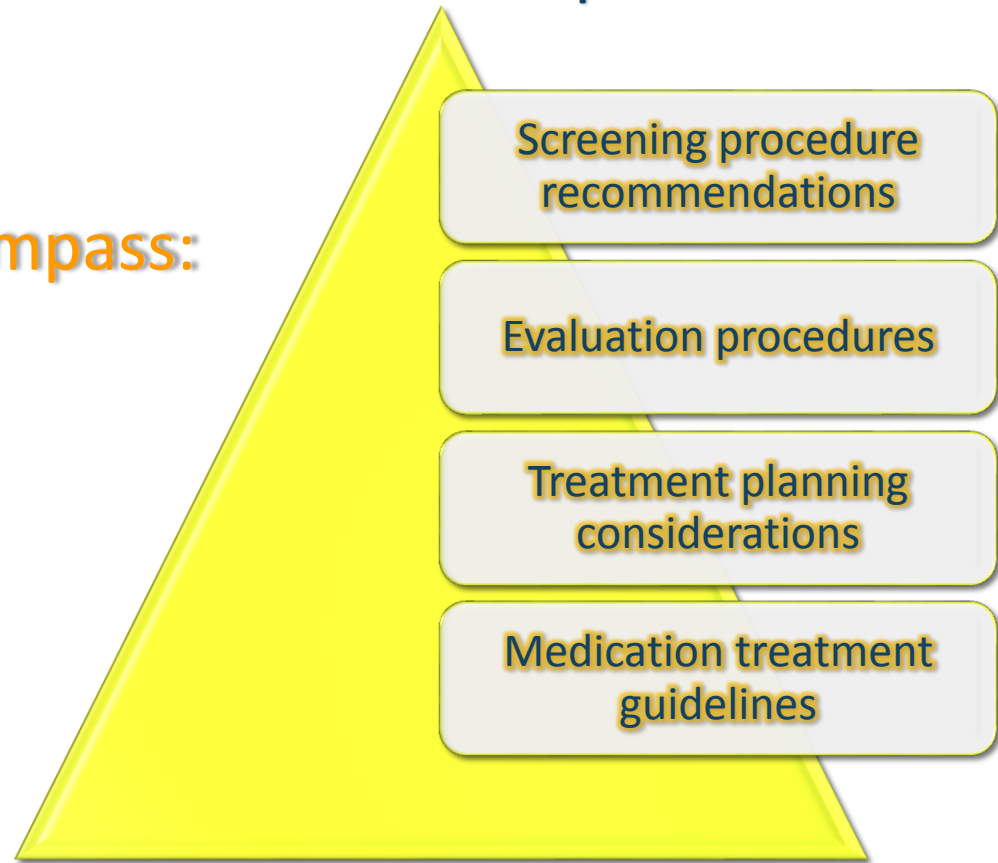 mpass:
Screening procedure
recommendations
Evaluation procedures
Treatment planning
considerations
Medication treatment
guidelines